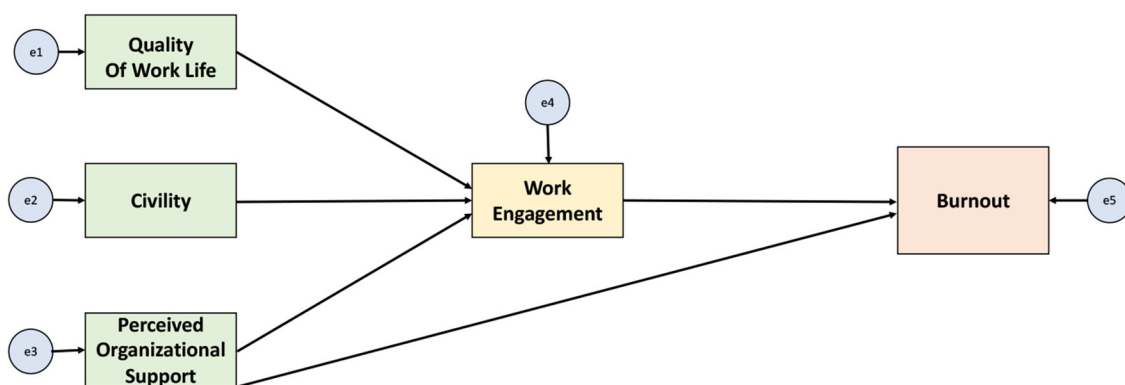 e1
Quality
Of Work Life
e4
e2
Civility
Work
Engagement
Burnout
e5
e3
Perceived
Organizational
Support